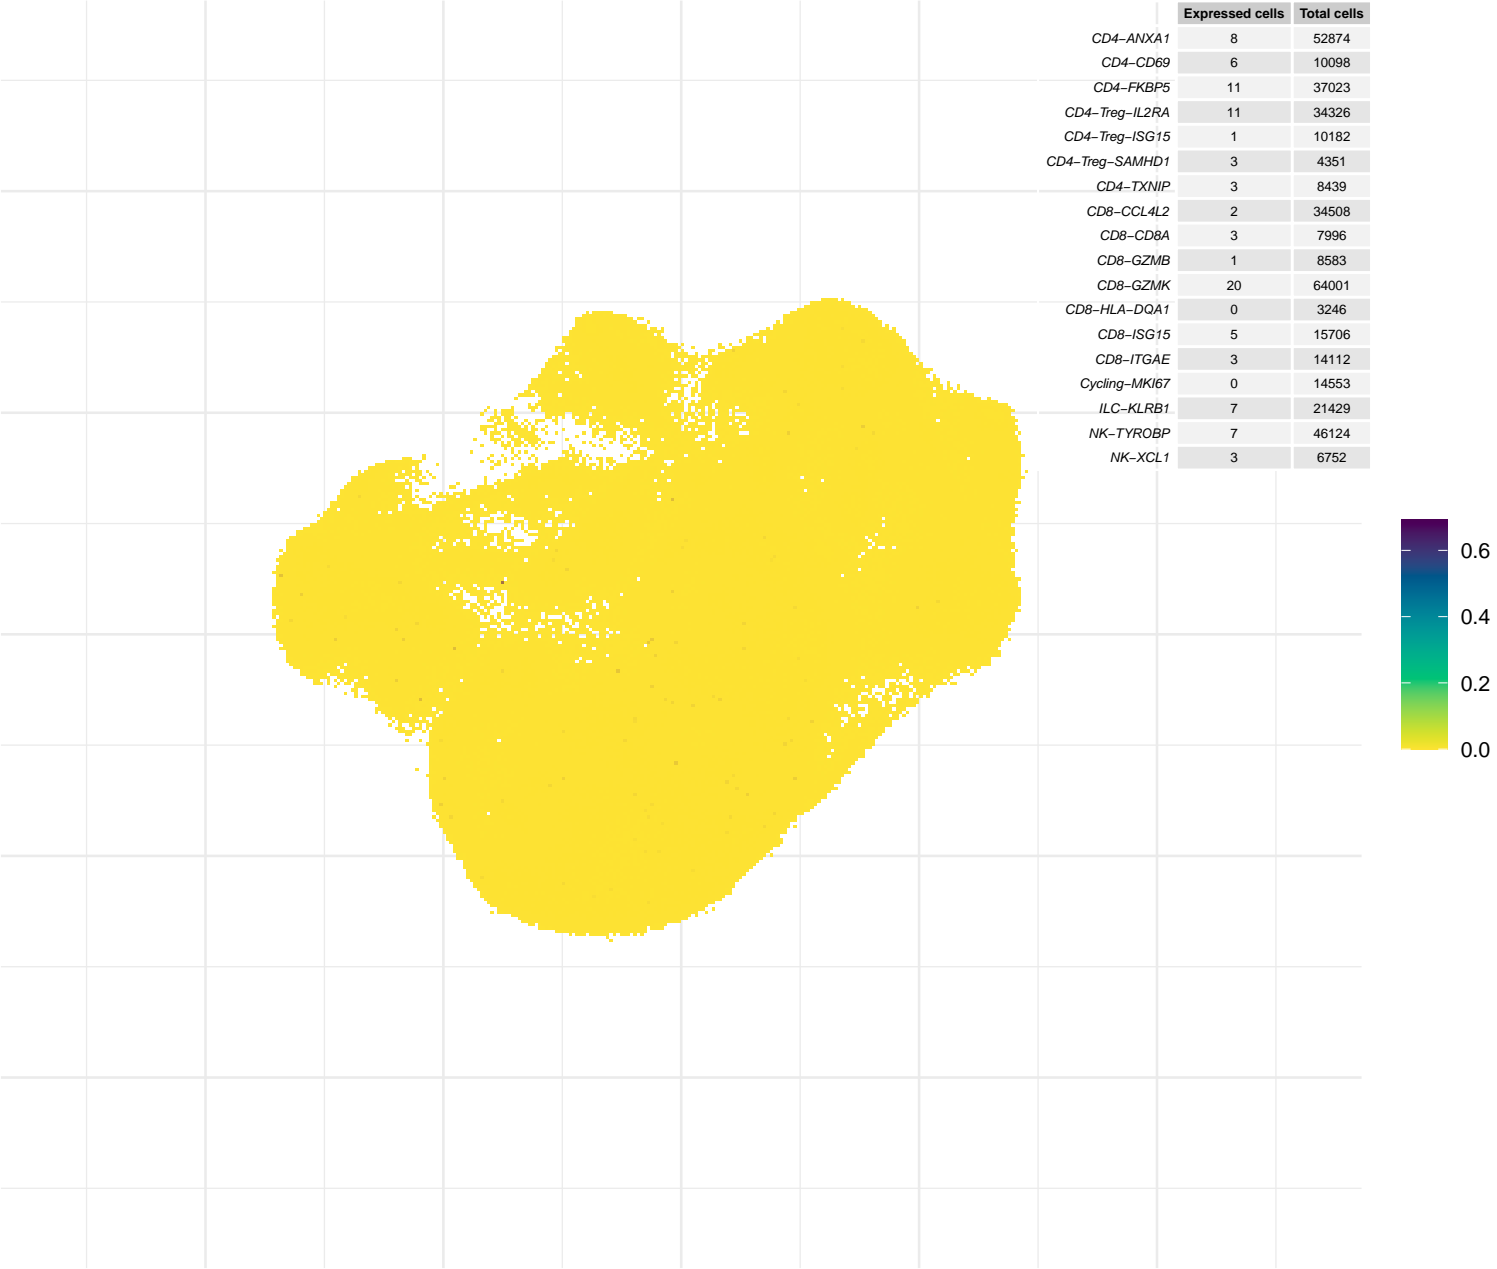 Expressed cells Total cells
CD4−ANXA1 8 52874
CD4−CD69 6 10098
CD4−FKBP5 11 37023
CD4−Treg−IL2RA 11 34326
CD4−Treg−ISG15 1 10182
CD4−Treg−SAMHD1 3 4351
CD4−TXNIP 3 8439
CD8−CCL4L2 2 34508
CD8−CD8A 3 7996
CD8−GZMB 1 8583
CD8−GZMK 20 64001
CD8−HLA−DQA1 0 3246
CD8−ISG15 5 15706
CD8−ITGAE 3 14112
Cycling−MKI67 0 14553
ILC−KLRB1 7 21429
NK−TYROBP 7 46124
NK−XCL1 3 6752
0.6
0.4
0.2
0.0